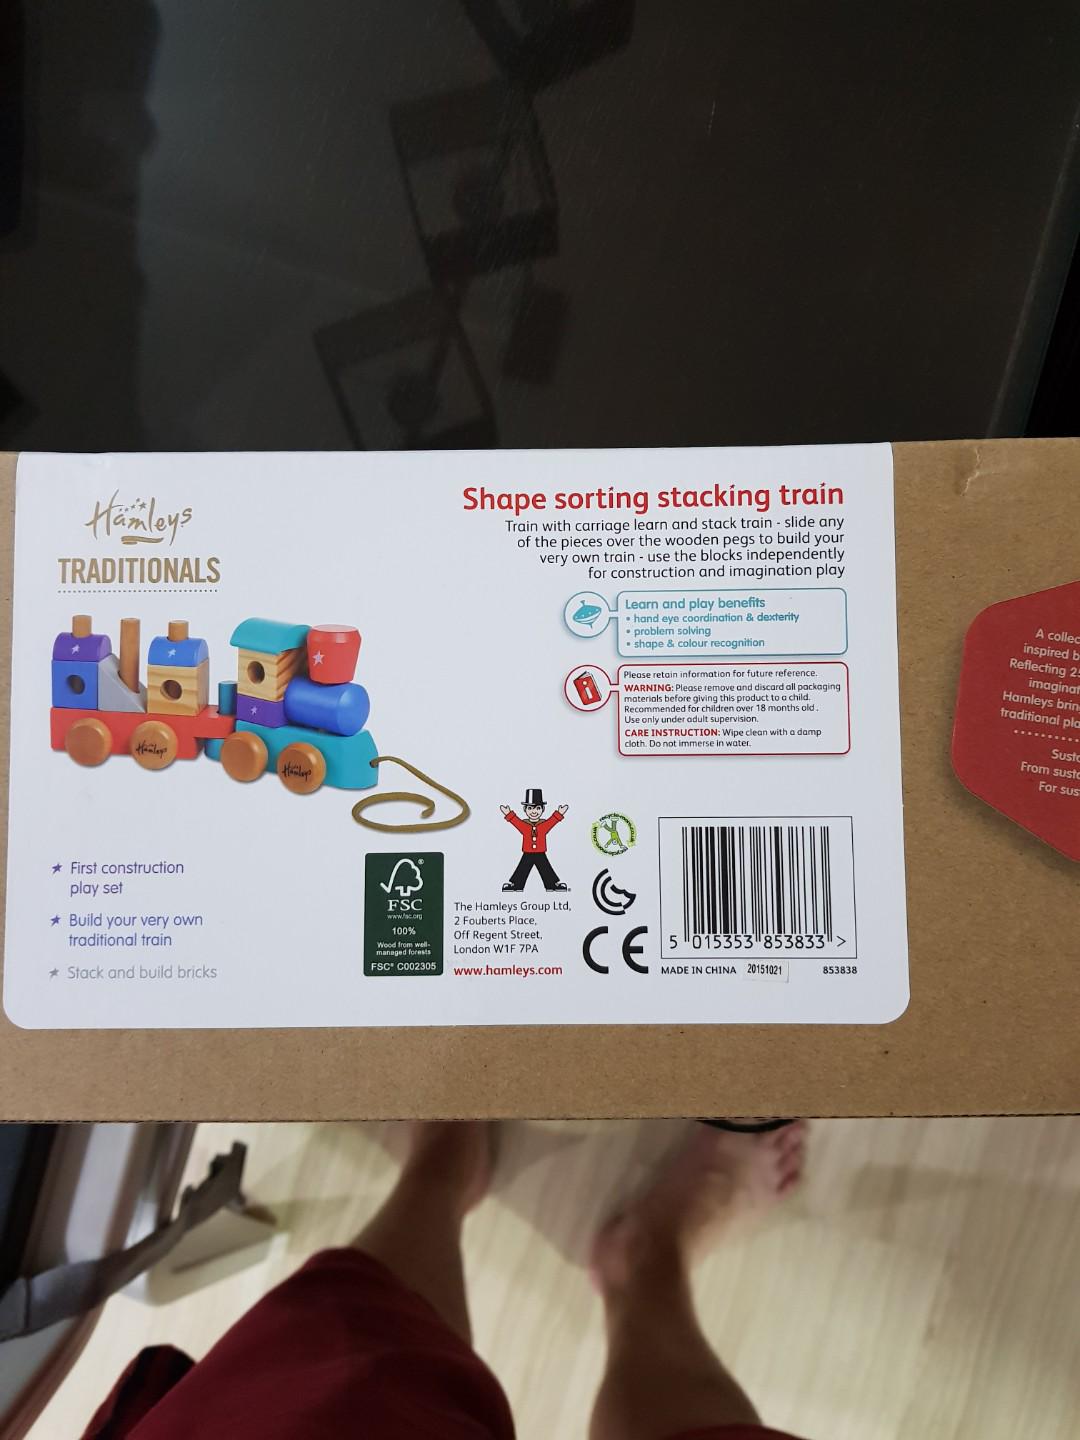 Hamleys
TRADITIONALS
Shape sorting stacking train
Train with carriage learn and stack train - slide any
of the pieces over the wooden pegs to build your
very own train - use the blocks independently
for construction and imagination play
Learn and play benefits
• hand eye coordination & dexterity
• problem solving
• shape & colour recognition
Please retain information for future reference.
WARNING: Please remove and discard all packaging
materials before giving this product to a child.
Recommended for children over 18 months old .
Use only under adult supervision.
CARE INSTRUCTION: Wipe clean with a damp
cloth. Do not immerse in water.
Hamleys
Hamleys
★ First construction
play set
★ Build your very own
traditional train
★ Stack and build bricks
FSC®
www.fsc.org
100%
Wood from well-
managed forests
FSC® C002305
The Hamleys Group Ltd,
2 Fouberts Place,
Off Regent Street,
London W1F 7PA
www.hamleys.com
CE
5 015353 853833 >
MADE IN CHINA 20151021 853838
A collec
inspired b
Reflecting 25
imaginat
Hamleys brin
traditional pla
Susta
From susta
For sus